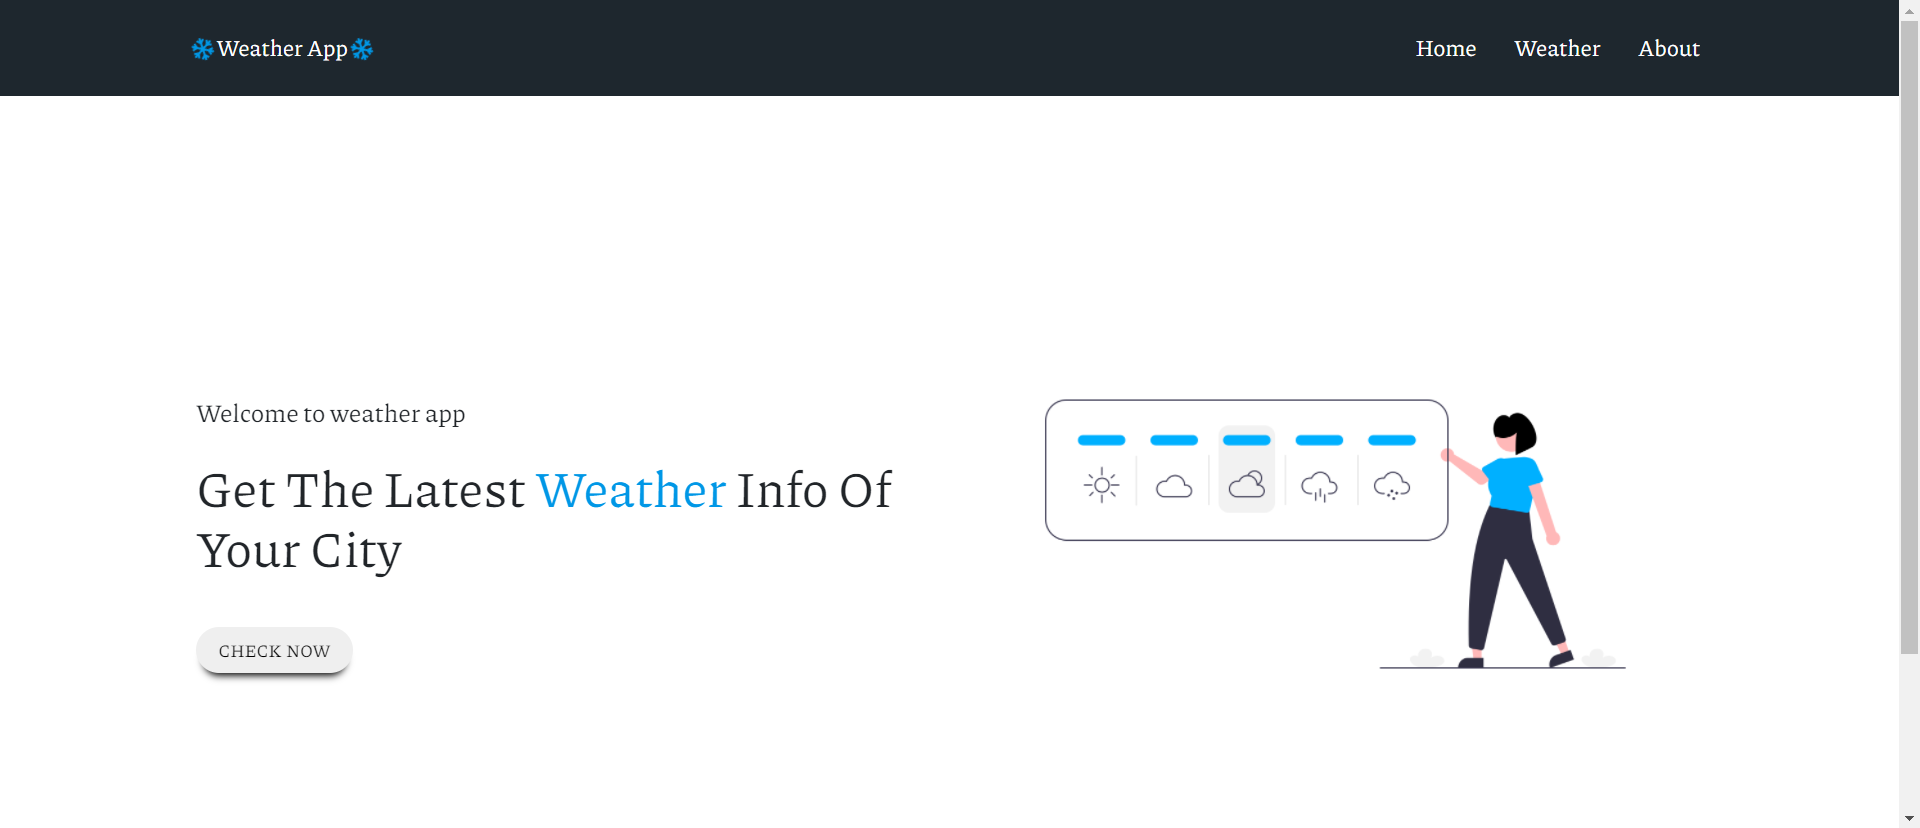 ❄Weather App❄
Home Weather About
Welcome to weather app
Get The Latest Weather Info Of
Your City
CHECK NOW